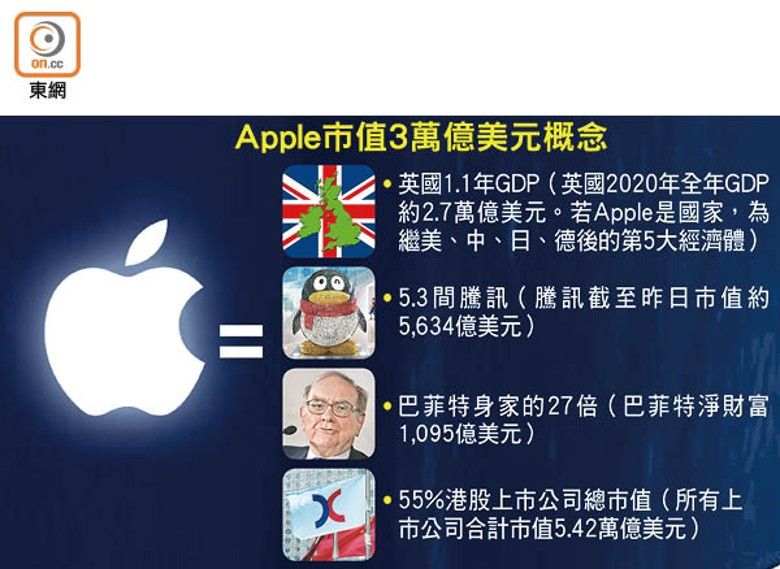 on.cc
東網
Apple市值3萬億美元概念
•英國1.1年GDP（英國2020年全年GDP
約2.7萬億美元。若Apple是國家，為
繼美、中、日、德後的第5大經濟體）
•5.3間騰訊（騰訊截至昨日市值約
5,634億美元）
=
•巴菲特身家的27倍（巴菲特淨財富
1,095億美元）
•55%港股上市公司總市值（所有上
市公司合計市值5.42萬億美元）